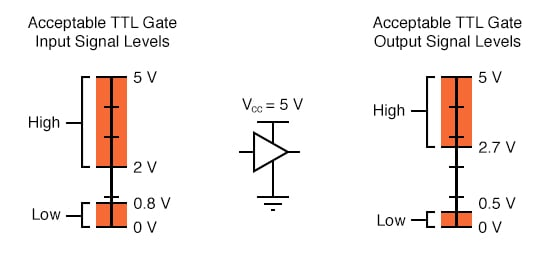 Acceptable TTL Gate
Input Signal Levels
5 V
High
2 V
0.8 V
Low
0 V
Vcc = 5 V
Acceptable TTL Gate
Output Signal Levels
5 V
High
2.7 V
0.5 V
Low
0 V